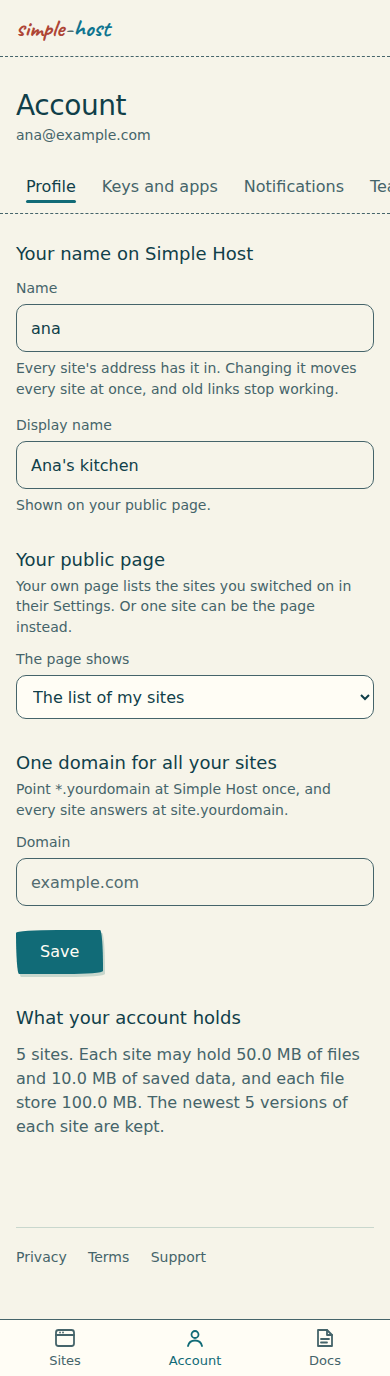 simple-host
Account
ana@example.com
Profile Keys and apps Notifications
Your name on Simple Host
Name
ana
Every site's address has it in. Changing it moves
every site at once, and old links stop working.
Display name
Ana's kitchen
Shown on your public page.
Your public page
Your own page lists the sites you switched on in
their Settings. Or one site can be the page
instead.
The page shows
The list of my sites
One domain for all your sites
Point *.yourdomain at Simple Host once, and
every site answers at site.yourdomain.
Domain
example.com
Save
What your account holds
5 sites. Each site may hold 50.0 MB of files
and 10.0 MB of saved data, and each file
store 100.0 MB. The newest 5 versions of
each site are kept.
Privacy Terms Support
Sites Account Docs